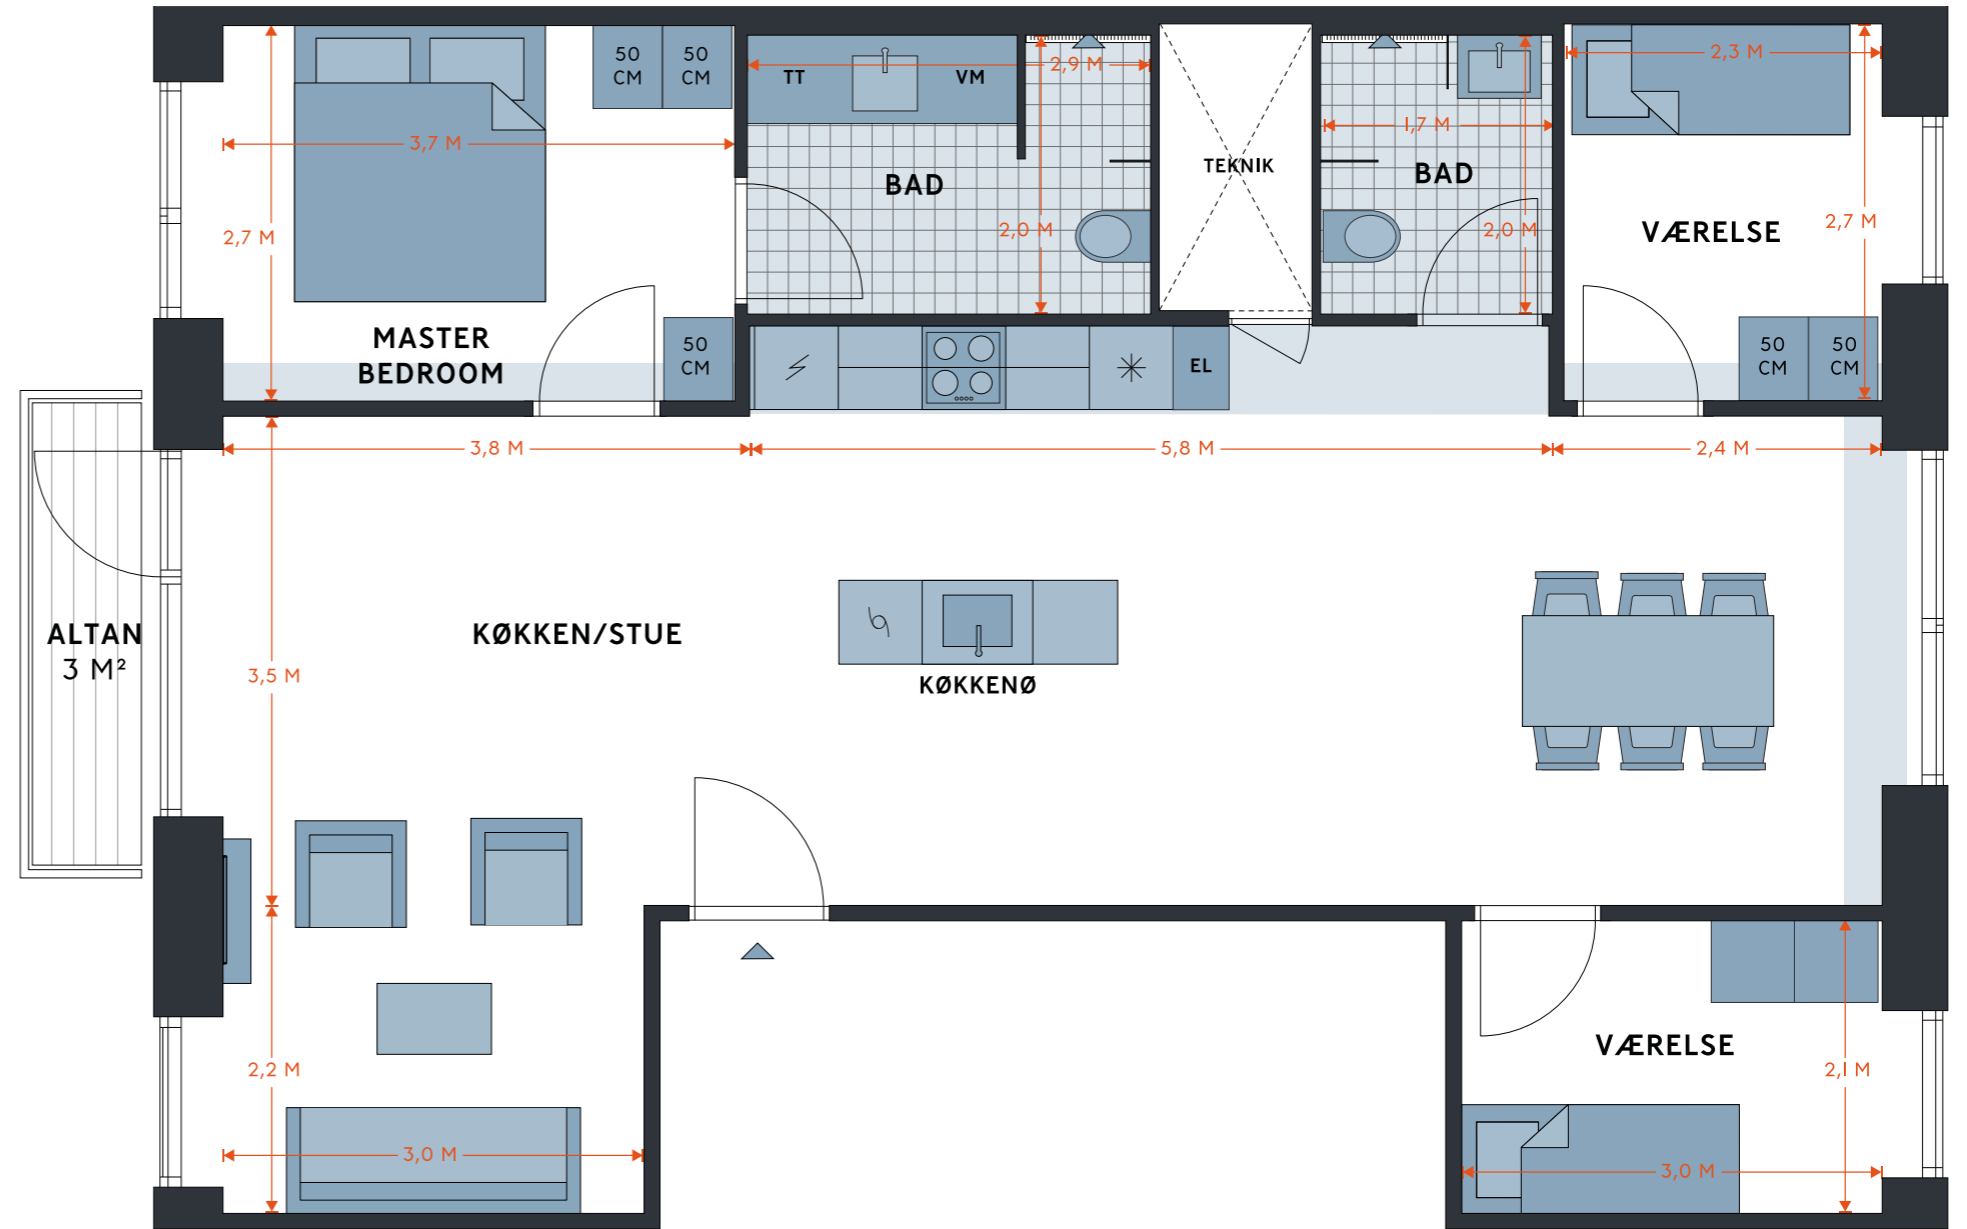 50
CM
50
CM
TT
VM
2,9 M
2,3 M
3,7 M
1,7 M
TEKNIK
BAD
BAD
2,7 M
2,0 M
2,0 M
VÆRELSE
2,7 M
MASTER
BEDROOM
50
CM
EL
50
CM
50
CM
3,8 M
5,8 M
2,4 M
ALTAN
3 M²
KØKKEN/STUE
3,5 M
KØKKENØ
2,2 M
VÆRELSE
2,1 M
3,0 M
3,0 M